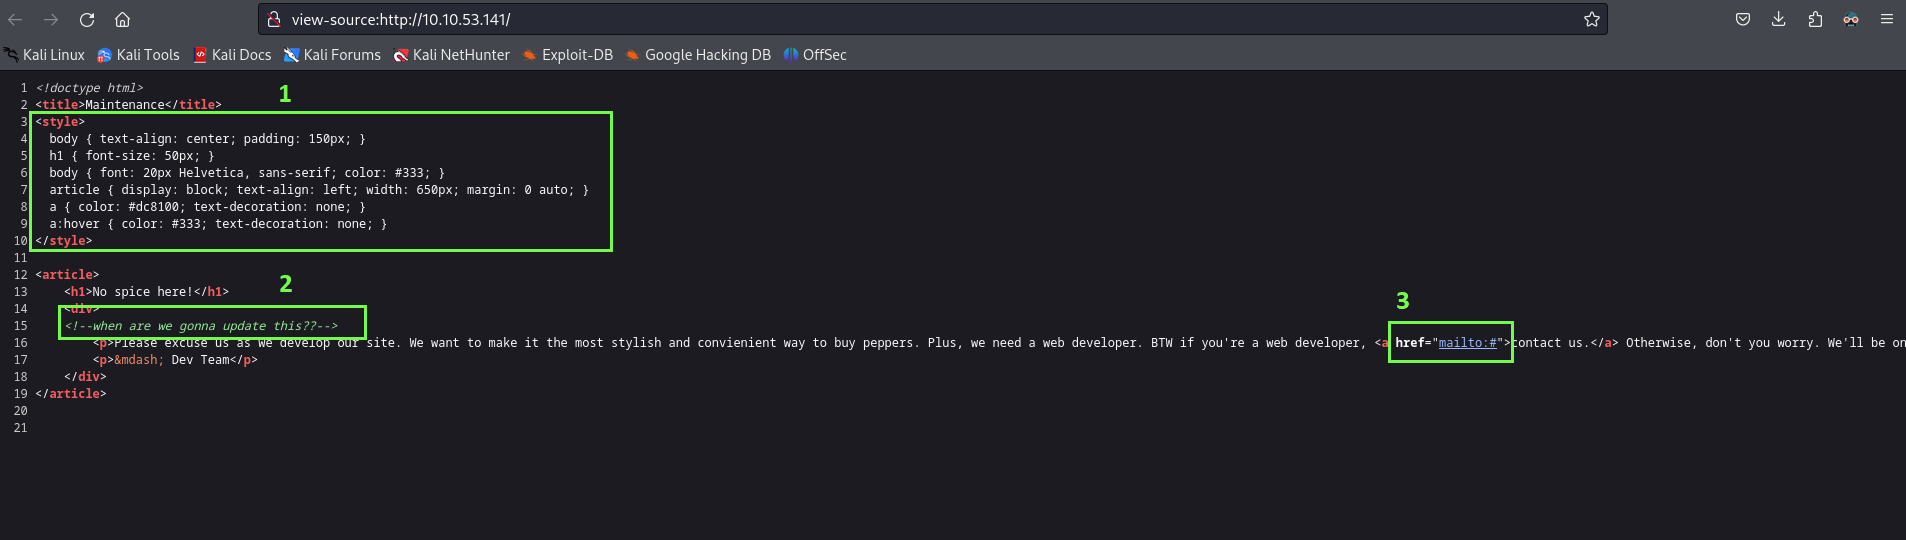 view-source:http://10.10.53.141/
Kali Linux Kali Tools Kali Docs Kali Forums Kali NetHunter Exploit-DB Google Hacking DB OffSec
1 <!doctype html>
1
2 <title>Maintenance</title>
3 <style>
4 body { text-align: center; padding: 150px; }
5 h1 { font-size: 50px; }
6 body { font: 20px Helvetica, sans-serif; color: #333; }
7 article { display: block; text-align: left; width: 650px; margin: 0 auto; }
8 a { color: #dc8100; text-decoration: none; }
9 a:hover { color: #333; text-decoration: none; }
10 </style>
11
12 <article>
2
13 <h1>No spice here!</h1>
3
14 <div>
15 <!--when are we gonna update this??-->
16 <p>Please excuse us as we develop our site. We want to make it the most stylish and convienient way to buy peppers. Plus, we need a web developer. BTW if you're a web developer, <a href="mailto:#">contact us.</a> Otherwise, don't you worry. We'll be on
17 <p>&mdash; Dev Team</p>
18 </div>
19 </article>
20
21